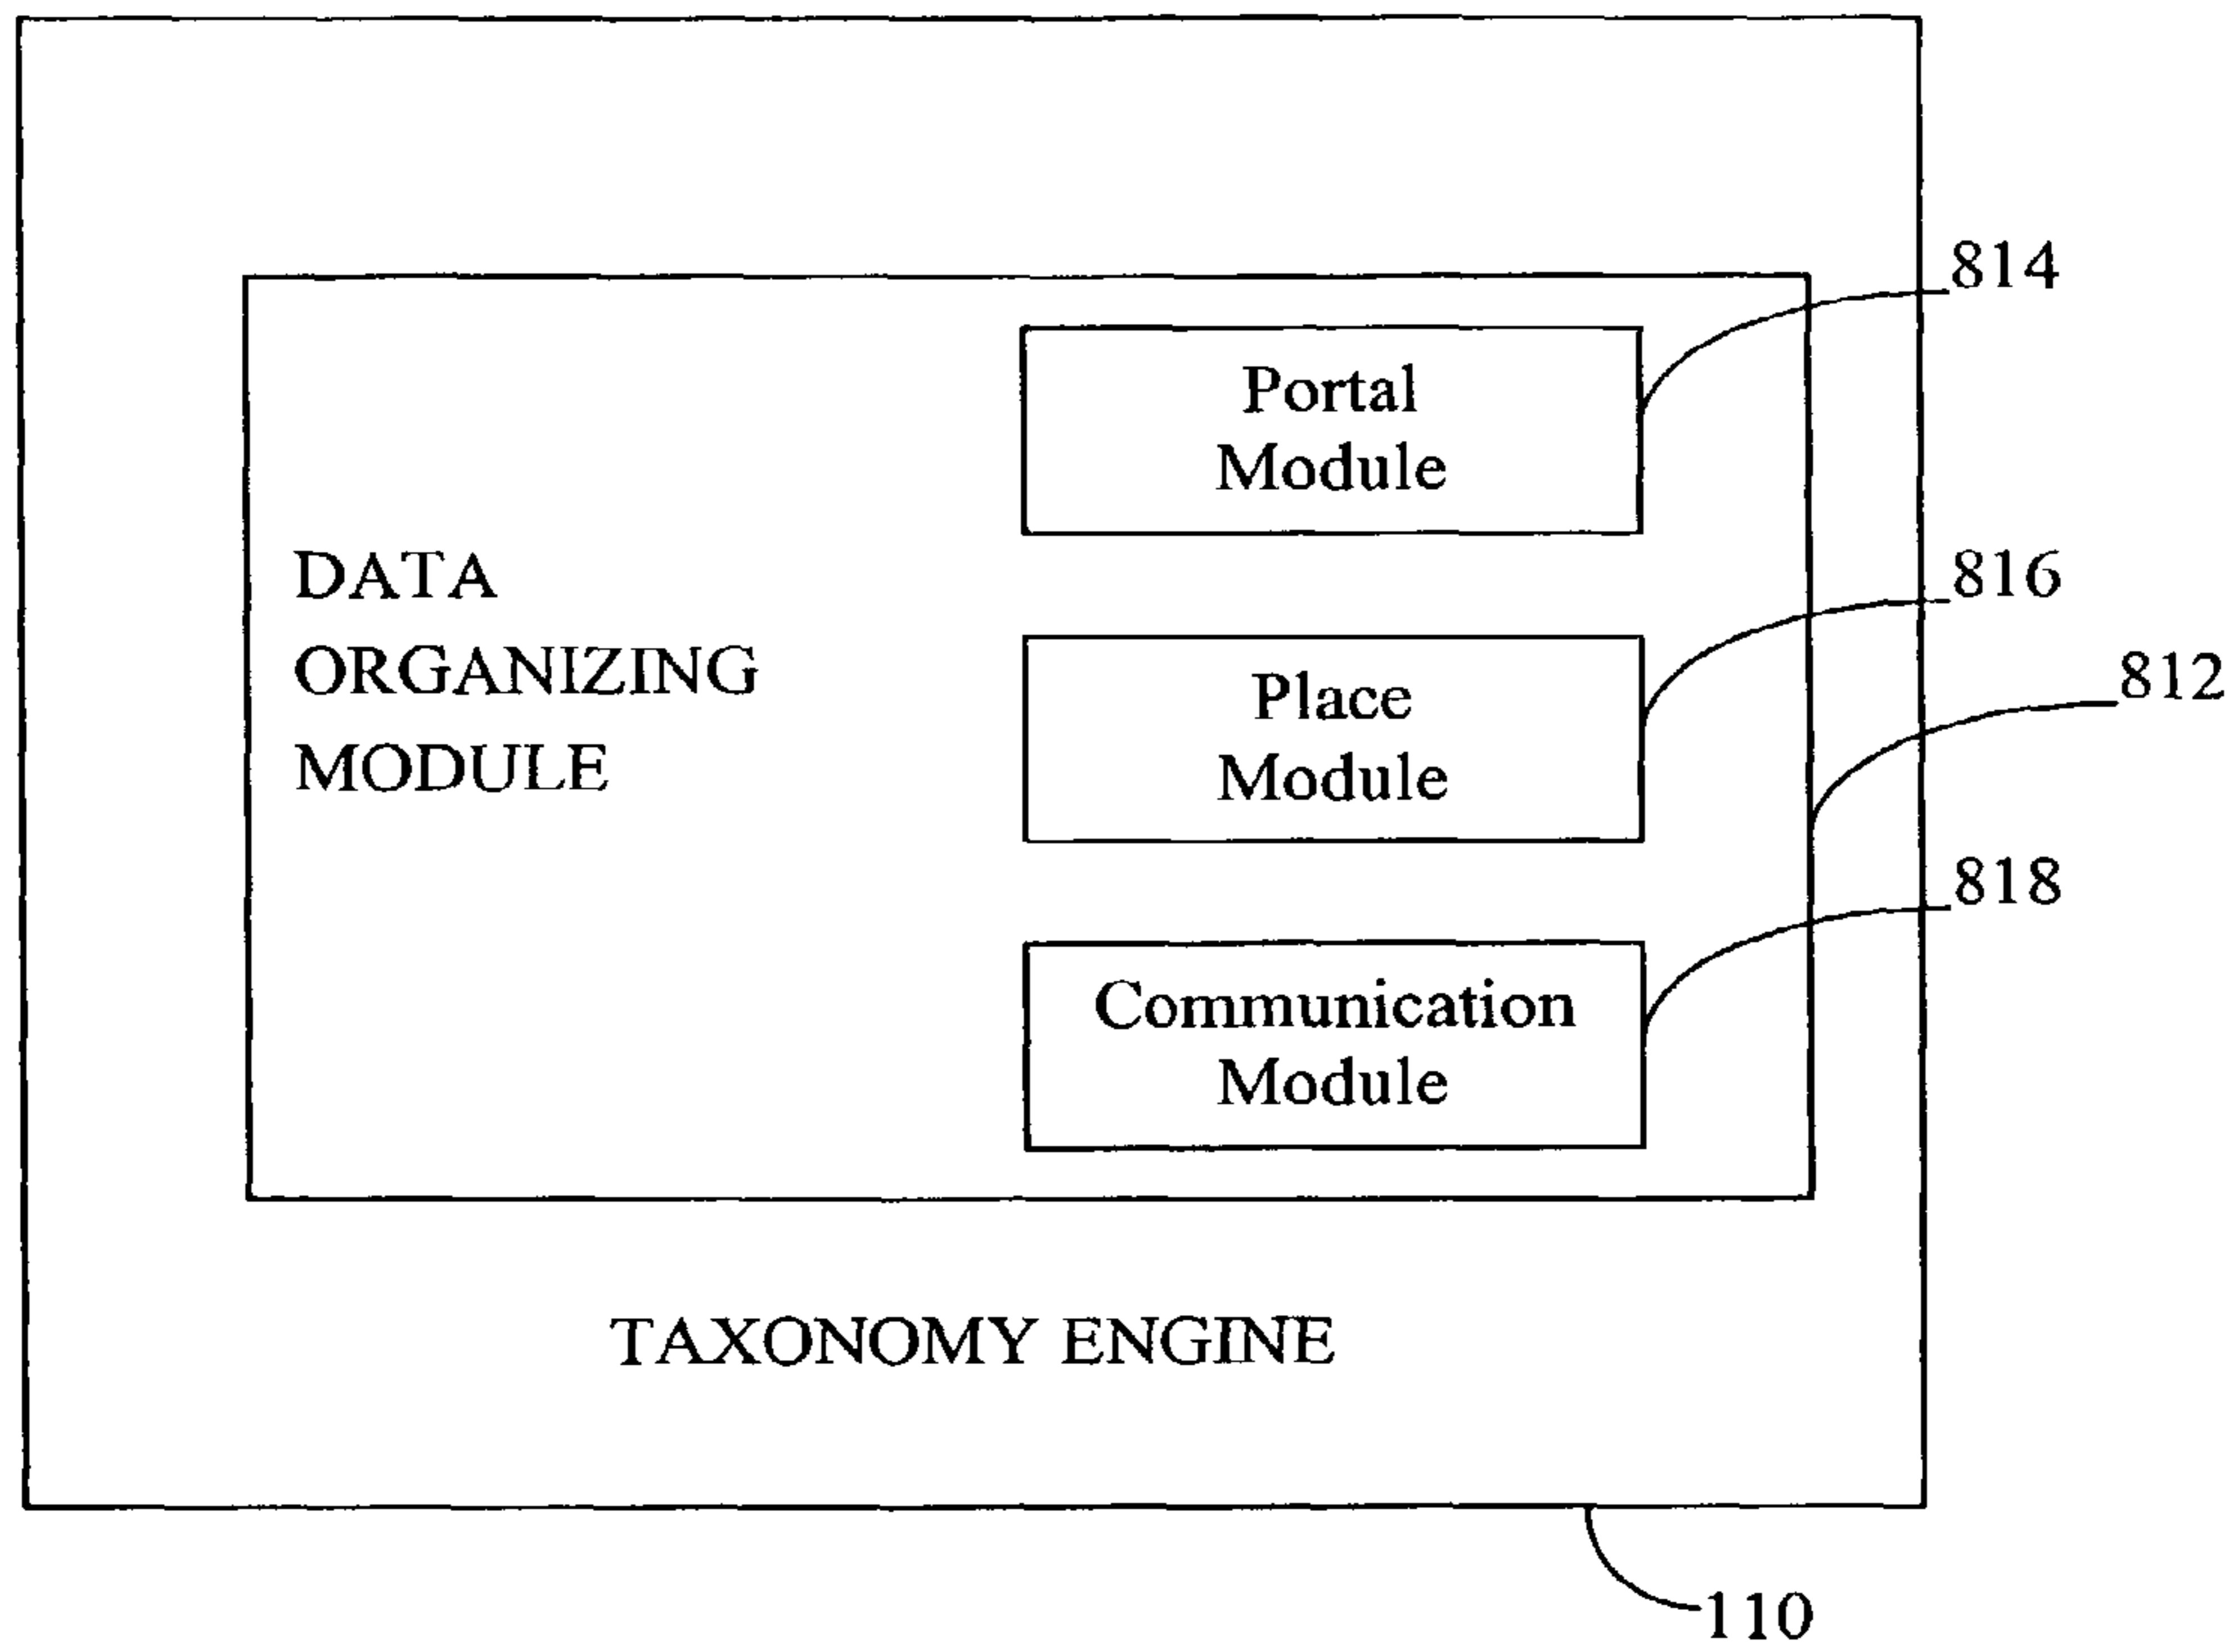 814
Portal
Module
DATA
ORGANIZING
MODULE
816
Place
Module
812
818
Communication
Module
TAXONOMY ENGINE
110